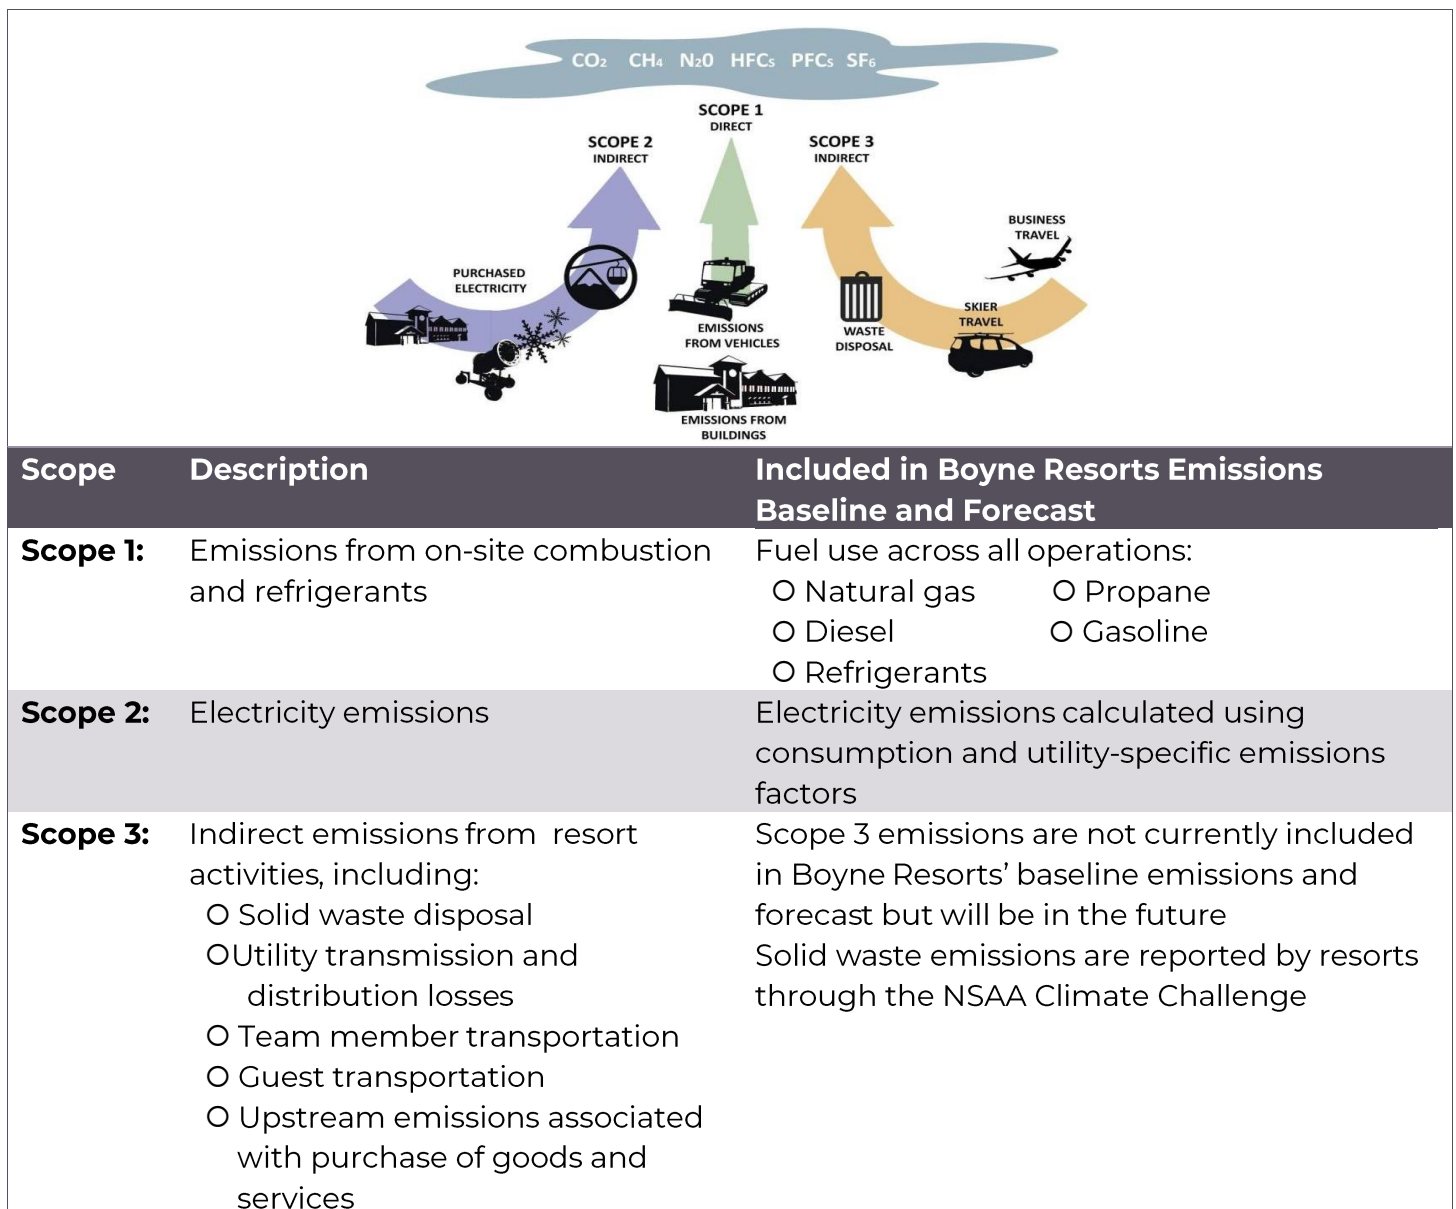 CO₂ CH₄ N₂0 HFCs PFCs SF₆
SCOPE 1
DIRECT
SCOPE 2
INDIRECT
SCOPE 3
INDIRECT
BUSINESS
TRAVEL
PURCHASED
ELECTRICITY
SKIER
TRAVEL
EMISSIONS
FROM VEHICLES
WASTE
DISPOSAL
EMISSIONS FROM
BUILDINGS
Scope Description Included in Boyne Resorts Emissions
Baseline and Forecast
Scope 1: Emissions from on-site combustion Fuel use across all operations:
and refrigerants O Natural gas O Propane
O Diesel O Gasoline
O Refrigerants
Scope 2: Electricity emissions Electricity emissions calculated using
consumption and utility-specific emissions
factors
Scope 3: Indirect emissions from resort Scope 3 emissions are not currently included
activities, including: in Boyne Resorts’ baseline emissions and
O Solid waste disposal forecast but will be in the future
O Utility transmission and Solid waste emissions are reported by resorts
distribution losses through the NSAA Climate Challenge
O Team member transportation
O Guest transportation
O Upstream emissions associated
with purchase of goods and
services